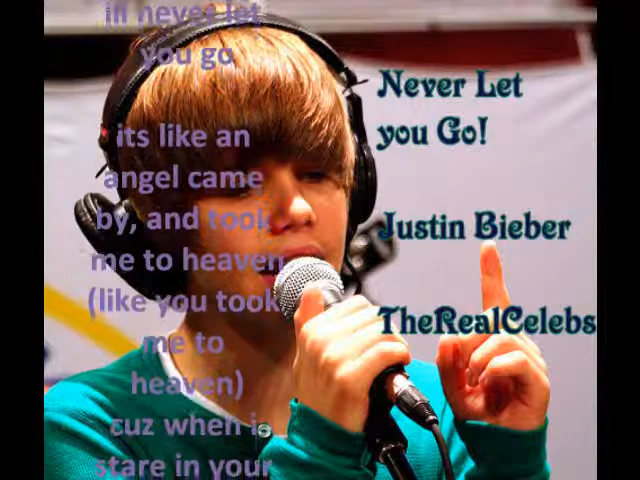 ill never let
you go
its like an
angel came
by, and took
me to heaven
(like you took
me to
heaven)
cuz when i
stare in your
Never Let
you Go!
Justin Bieber
TheRealCelebs